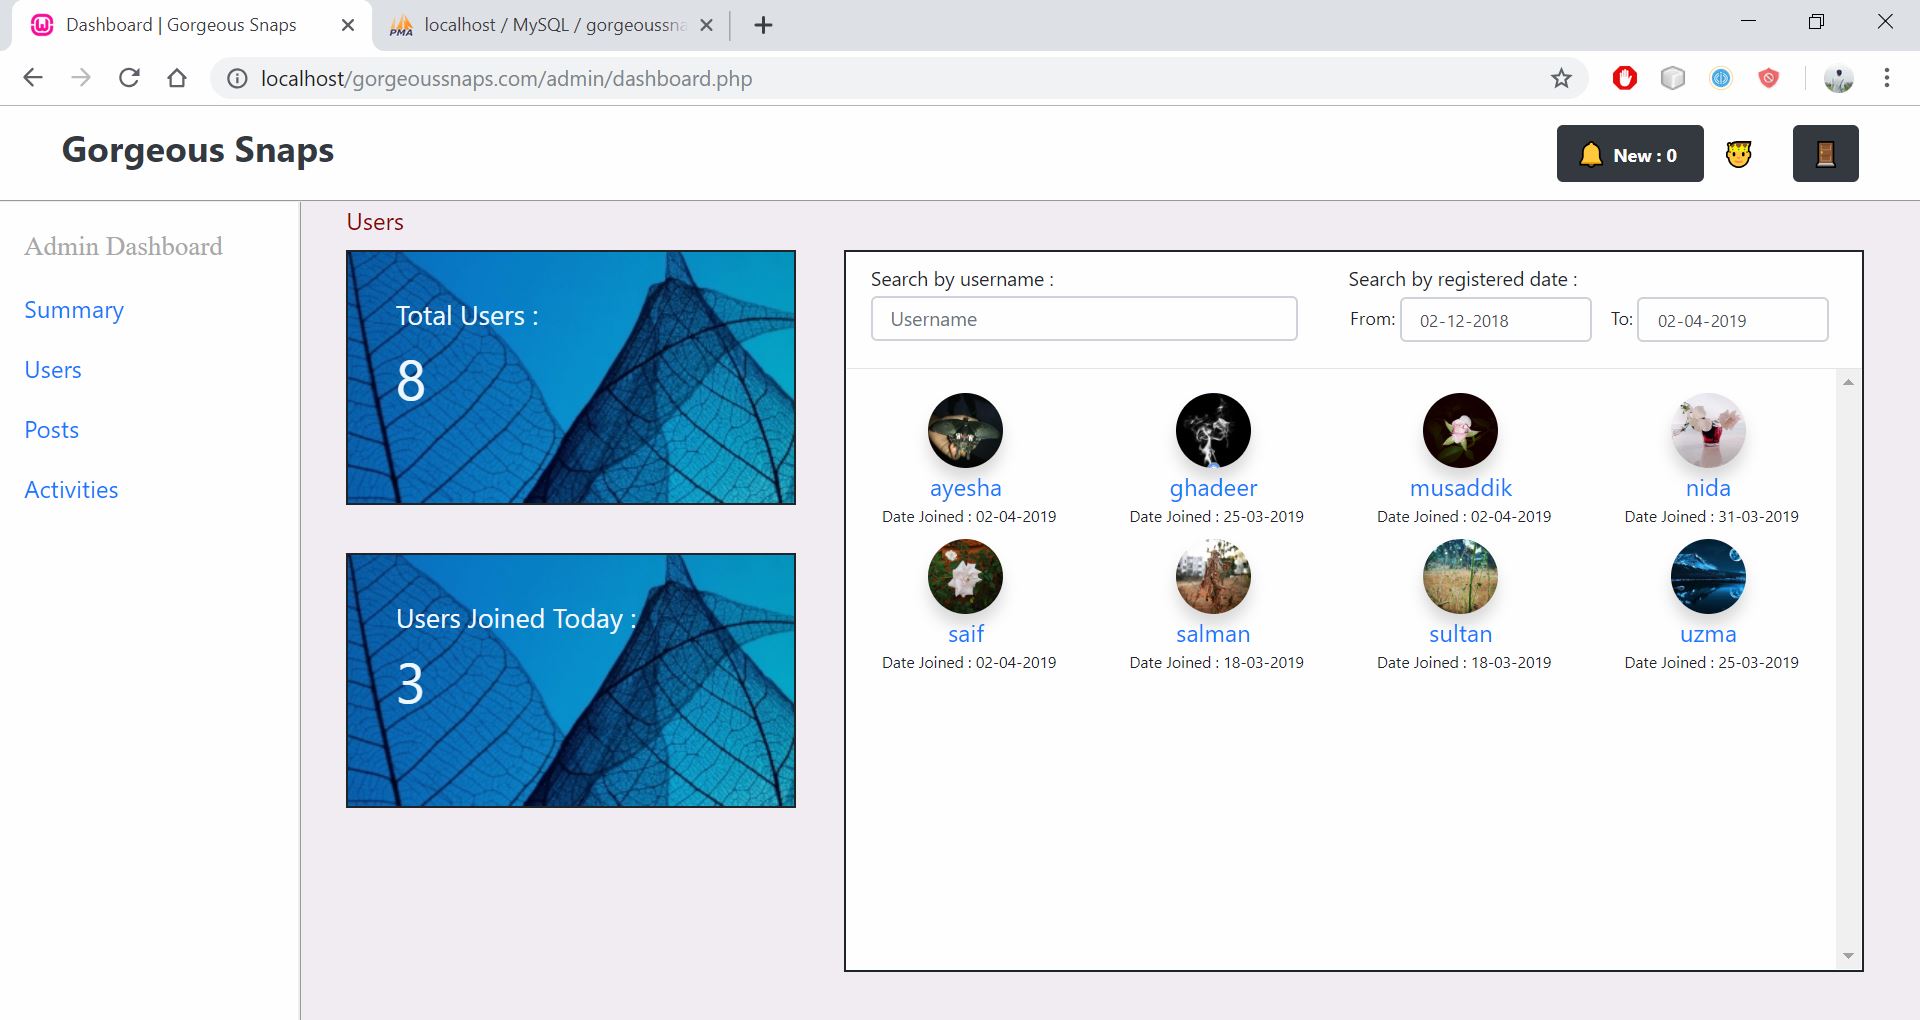 Dashboard | Gorgeous Snaps
localhost / MySQL / gorgeoussna
localhost/gorgeoussnaps.com/admin/dashboard.php
Gorgeous Snaps
New : 0
Admin Dashboard
Summary
Users
Posts
Activities
Users
Total Users :
8
Users Joined Today :
3
Search by username :
Username
Search by registered date :
From: 02-12-2018 To: 02-04-2019
ayesha
Date Joined : 02-04-2019
ghadeer
Date Joined : 25-03-2019
musaddik
Date Joined : 02-04-2019
nida
Date Joined : 31-03-2019
saif
Date Joined : 02-04-2019
salman
Date Joined : 18-03-2019
sultan
Date Joined : 18-03-2019
uzma
Date Joined : 25-03-2019